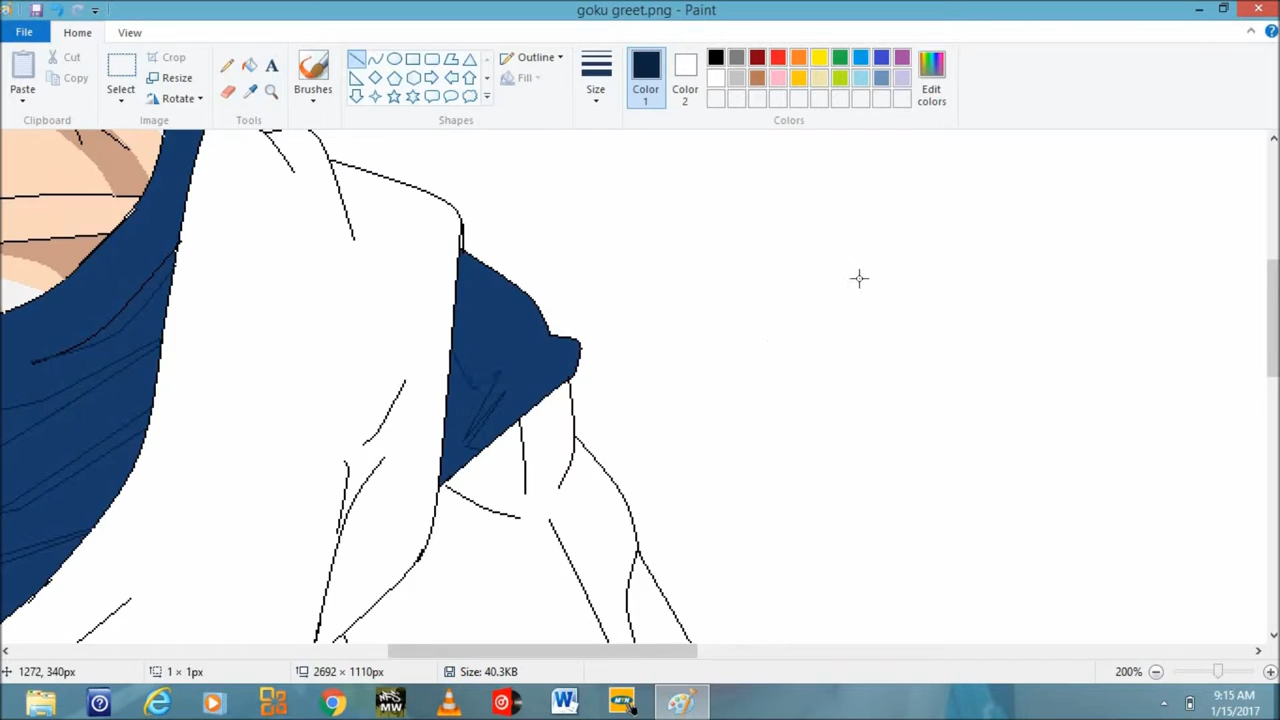 goku greet.png - Paint
File Home View
Paste
Cut
Copy
Clipboard
Select
Crop
Resize
Rotate
Image
A
Tools
Brushes
Shapes
Outline
Fill
Size
Color 1
Color 2
Edit colors
Colors
1272, 340px 1 × 1px 2692 × 1110px Size: 40.3KB 200%
MW
W
MTN
9:15 AM
1/15/2017